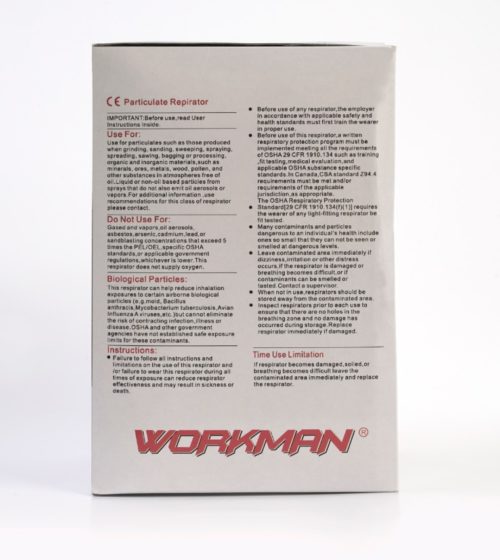 CE Particulate Repirator
IMPORTANT:Before use,read User
Instructions Inside.
Use For:
Use for particulates such as those produced
when grinding, sanding, sweeping, spraying,
spreading, sawing, bagging or processing,
organic and inorganic materials,such as
minerals, ores, metals, wood, pollen, and
other substances in atmospheres free of
oil.Liquid or non-oil based particles from
sprays that do not also emit oil aerosols or
vapors.For additional information ,use
recommendations for this class of respirator
please contact.
Do Not Use For:
Gased and vapors,oil aerosols,
asbestos,arsenic,cadmium,lead,or
sandblasting concentrations that exceed 5
times the PEL/OEL, specific OSHA
standards,or applicable government
regulations,whichever is lower.This
respirator does not supply oxygen.
Biological Particles:
This respirator can help reduce inhalation
exposures to certain airborne biological
particles (e.g.mold, Bacillus
anthracis,Mycobacterium tuberculosis,Avian
Influenza A viruses,etc.)but cannot eliminate
the risk of contracting infection,illness or
disease.OSHA and other government
agencies have not established safe exposure
limits for these contaminants.
Instructions:
● Failure to follow all instructions and
limitations on the use of this respirator and
/or failure to wear this respirator during all
times of exposure can reduce respirator
effectiveness and may result in sickness or
death.
● Before use of any respirator,the employer
in accordance with applicable safety and
health standards must first train the wearer
in proper use.
● Before use of this respirator,a written
respiratory protection program must be
implemented meeting all the requirements
of OSHA 29 CFR 1910.134 such as training
,fit testing,medical evaluation,and
applicable OSHA substance specific
standards.In Canada,CSA standard Z94.4
requirements must be met and/or
requirements of the applicable
jurisdiction,as appropriate.
The OSHA Respiratory Protection
● Standard[29 CFR 1910.134(f)(1)] requires
the wearer of any tight-fitting respirator be
fit tested.
● Many contaminants and particles
dangerous to an individual's health include
ones so small that they can not be seen or
smelled at dangerous levels.
● Leave contaminated area immediately if
dizziness,irritation or other distress
occurs,if the respirator is damaged or
breathing becomes difficult,or if
contaminants can be smelled or
tasted.Contact a supervisor.
● When not in use,respirators should be
stored away from the contaminated area.
● Inspect respirators prior to each use to
ensure that there are no holes in the
breathing zone and no damage has
occurred during storage.Replace
respirator immediately if damaged.
Time Use Limitation
If respirator becomes damaged,soiled,or
breathing becomes difficult leave the
contaminated area immediately and replace
the respirator.
WORKMAN®